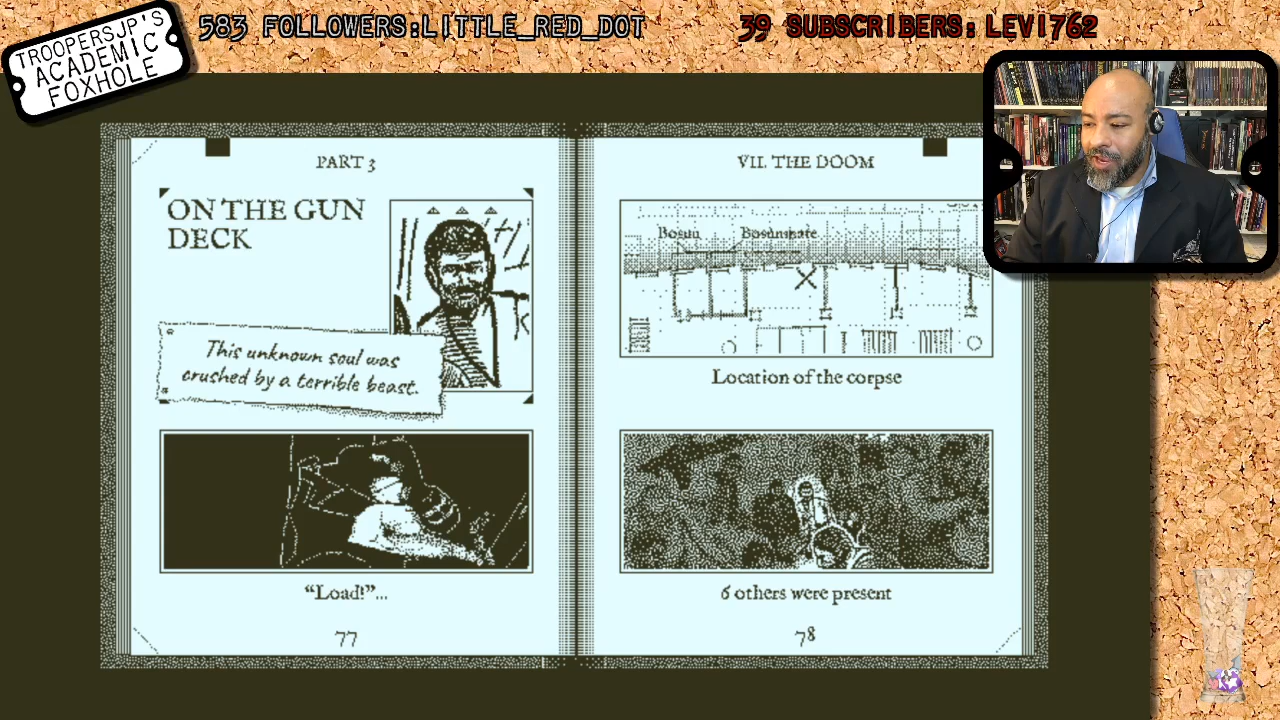 TROOPERSJP'S
ACADEMIC
FOXHOLE
583 FOLLOWERS:LITTLE_RED_DOT
39 SUBSCRIBERS: LEVI762
PART 3
ON THE GUN
DECK
This unknown soul was
crushed by a terrible beast.
"Load!"...
77
VII. THE DOOM
Bosun
Bosunsmate
Location of the corpse
6 others were present
78